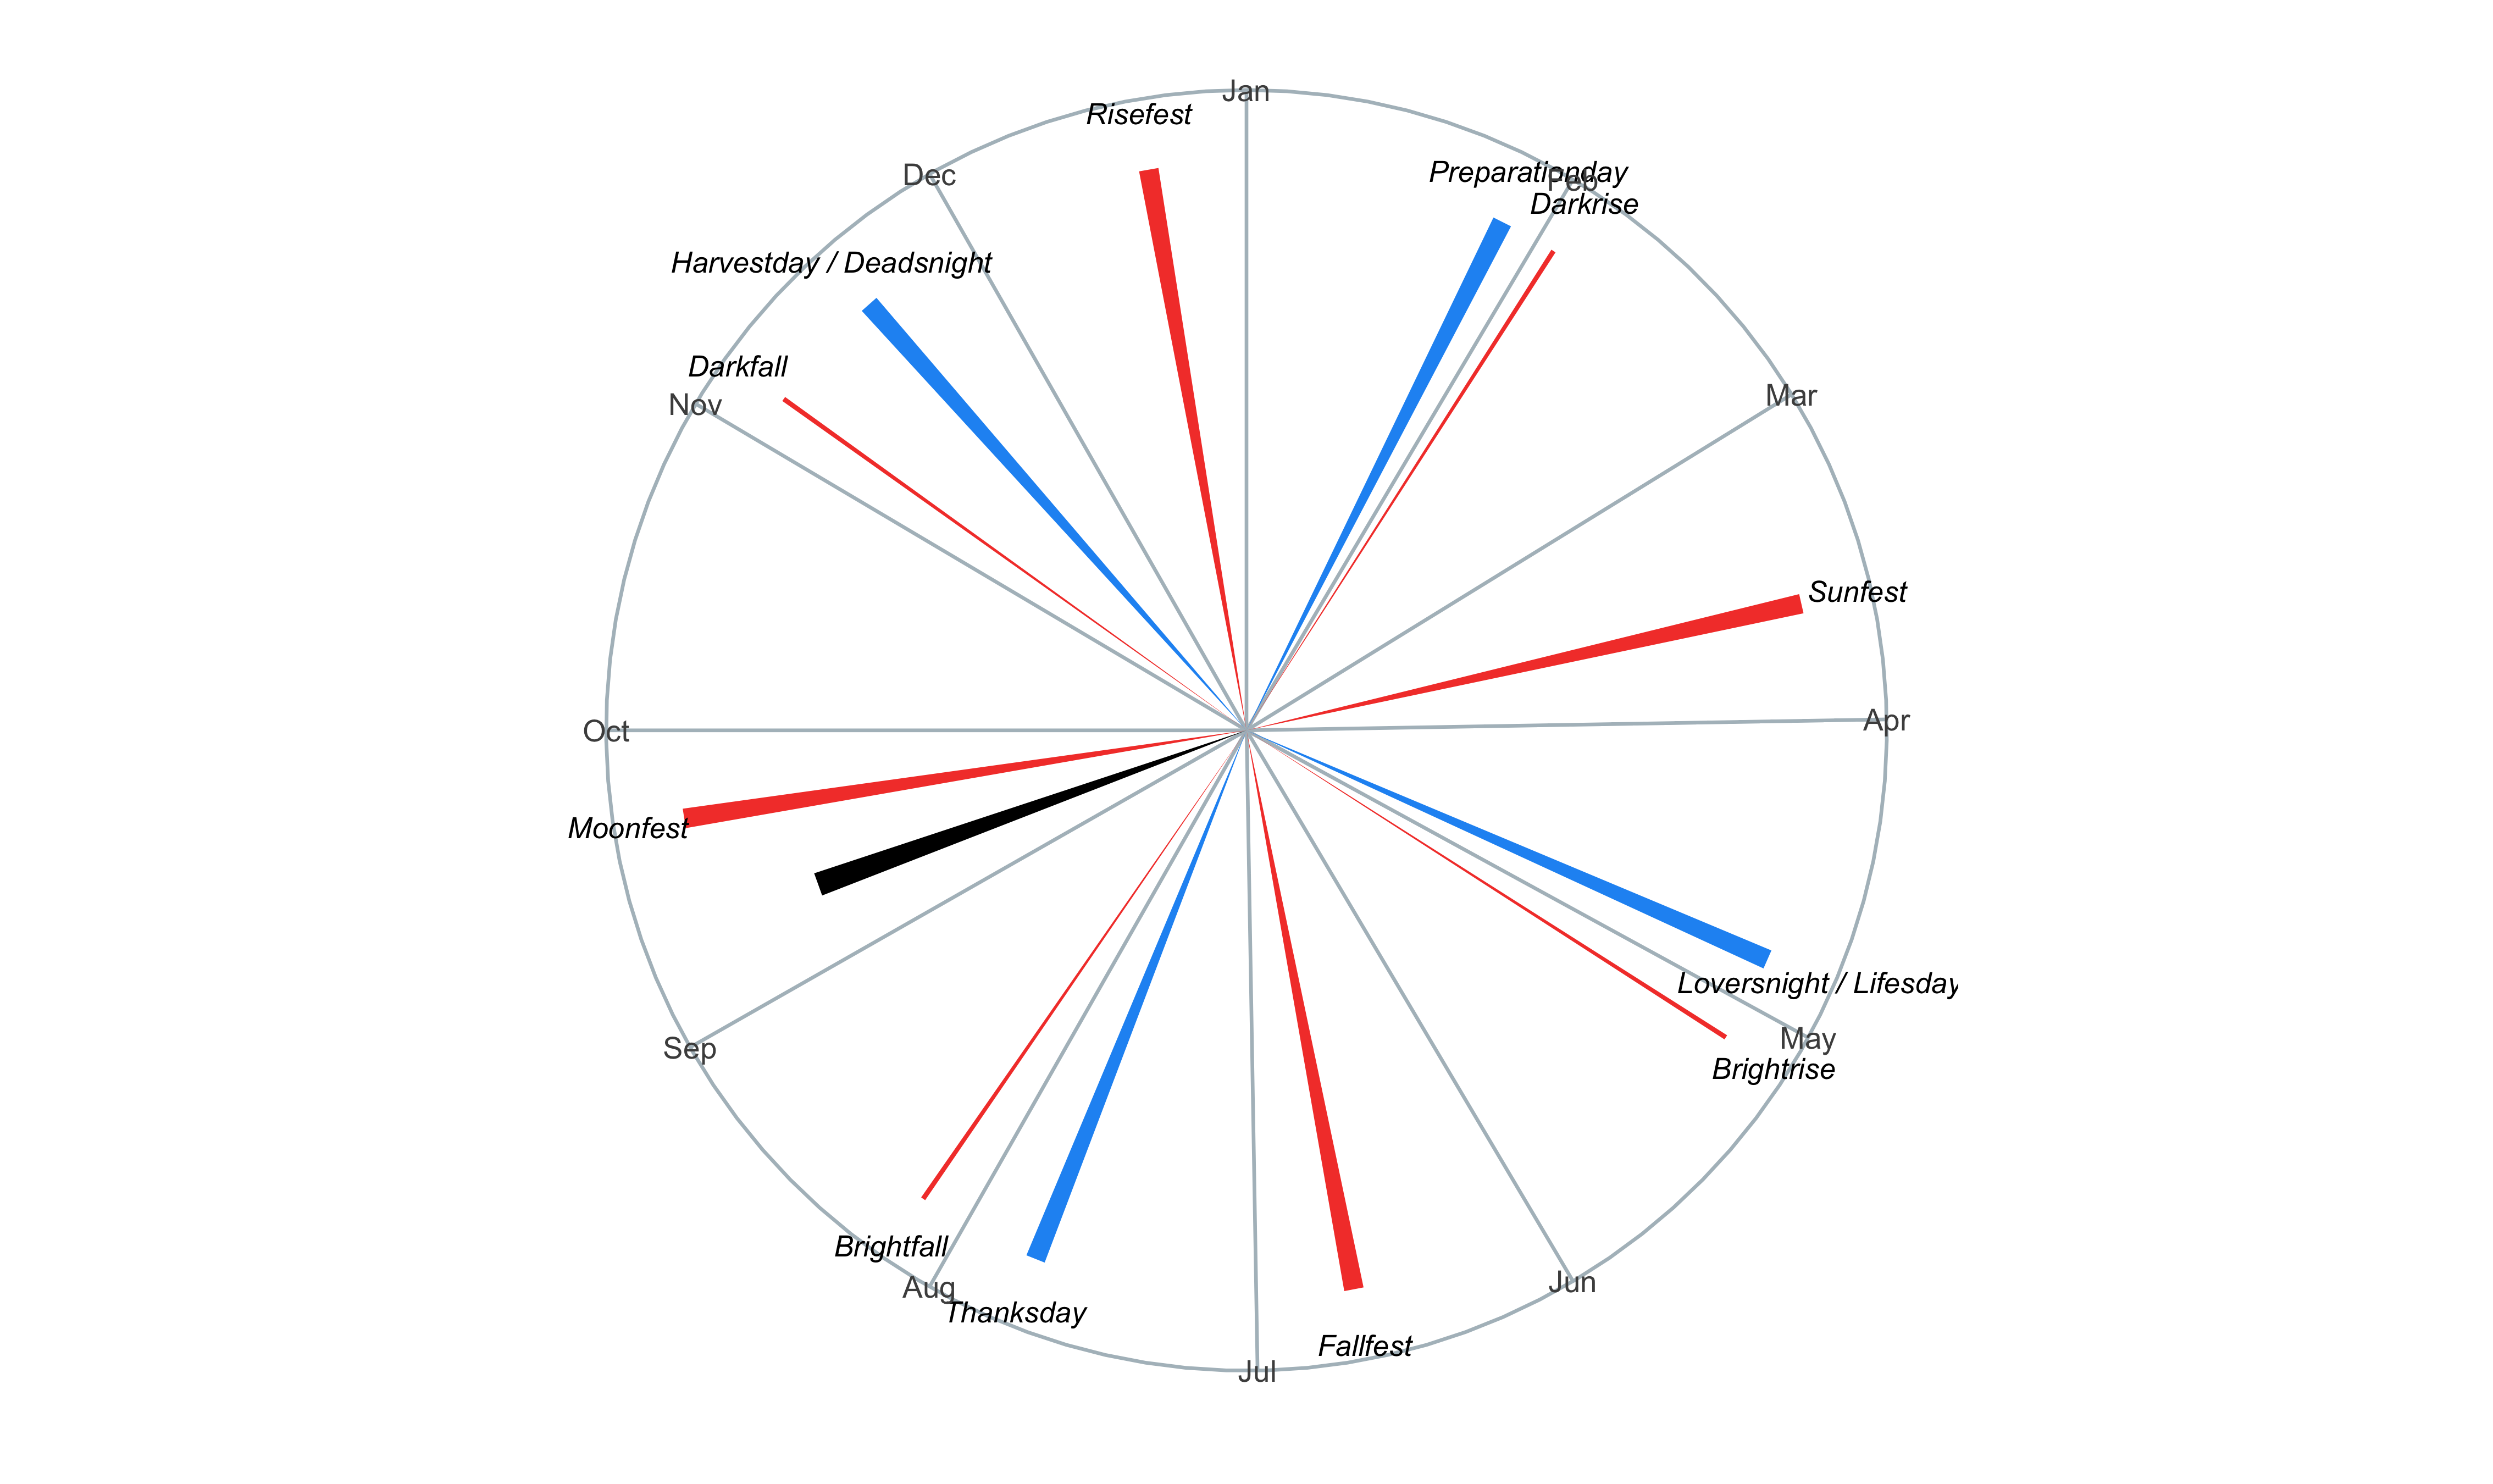 Jan
Risefest
Preparationday
Feb
Dec
Darkrise
Harvestday / Deadsnight
Darkfall
Mar
Nov
Sunfest
Apr
Oct
Moonfest
Loversnight / Lifesday
May
Sep
Brightrise
Brightfall
Jun
Aug
Thanksday
Fallfest
Jul